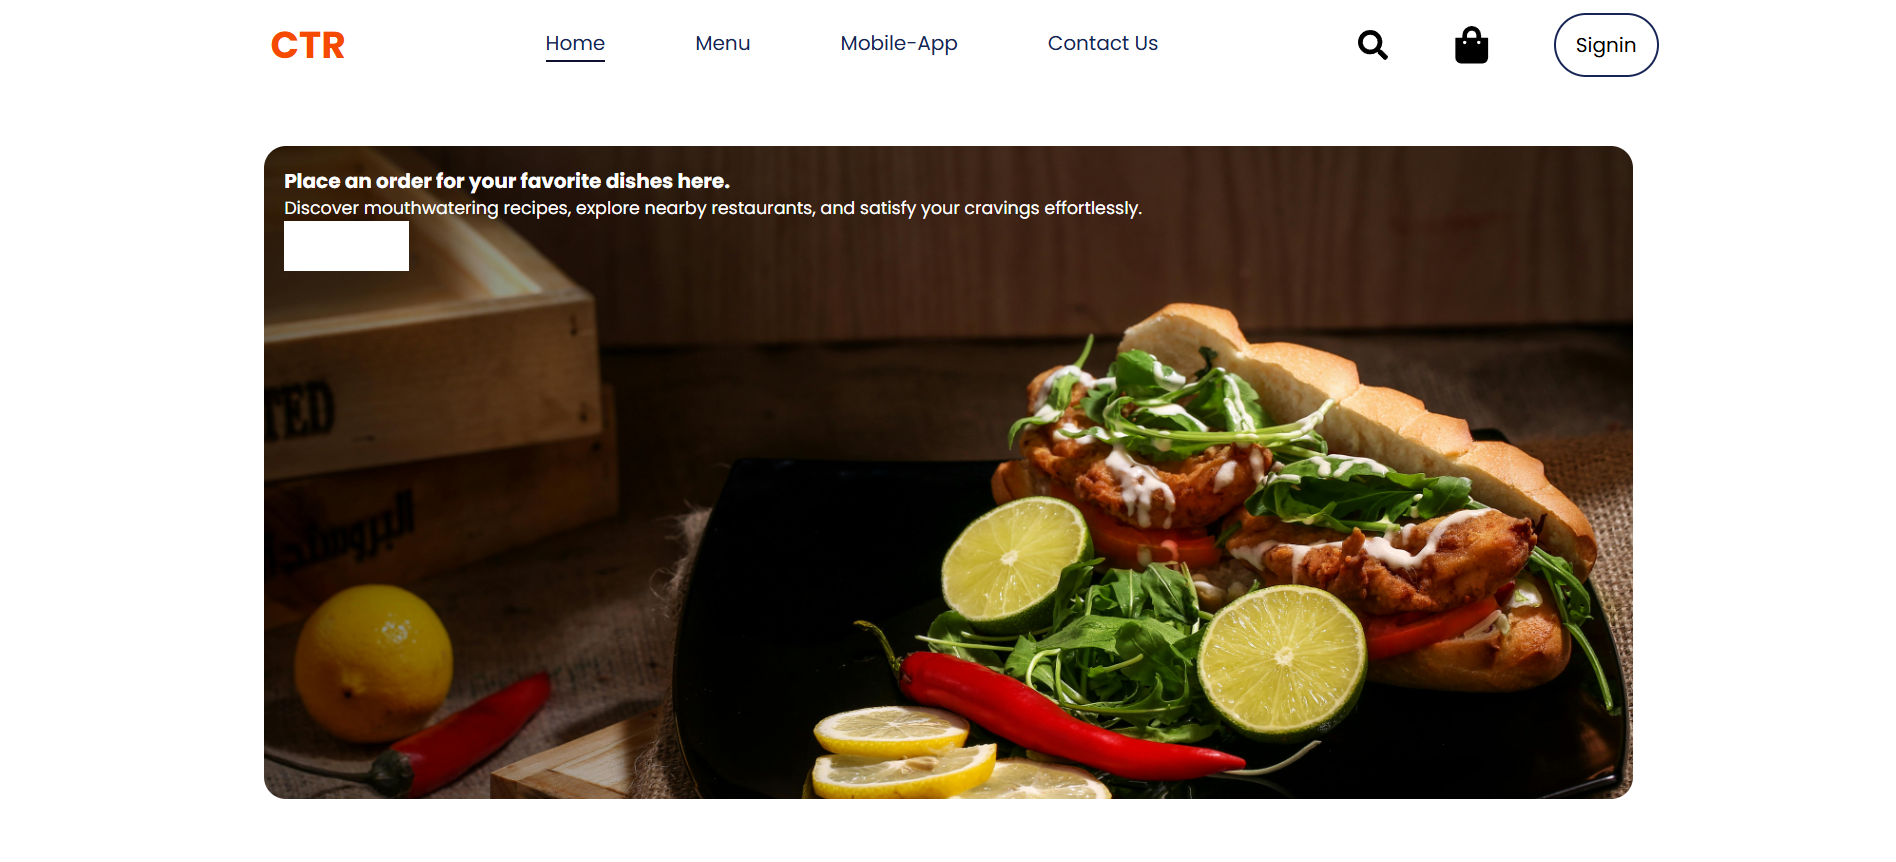 CTR
Home
Menu
Mobile-App
Contact Us
Signin
Place an order for your favorite dishes here.
Discover mouthwatering recipes, explore nearby restaurants, and satisfy your cravings effortlessly.
TED